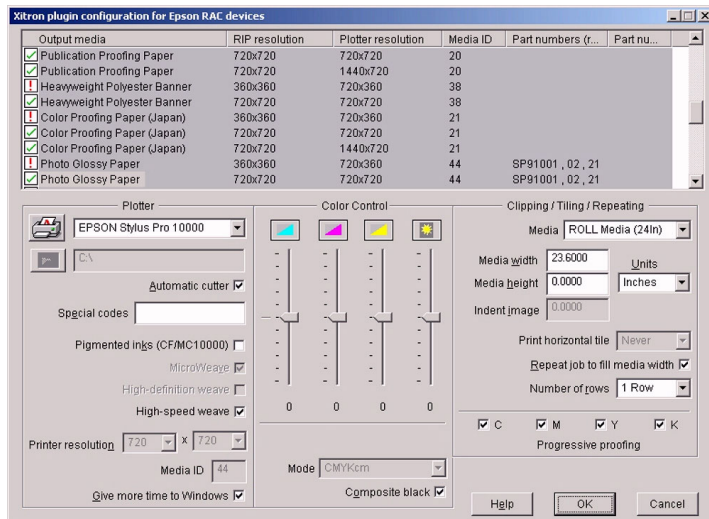 Xitron plugin configuration for Epson RAC devices
Output media RIP resolution Plotter resolution Media ID Part numbers (r... Part nu...
Publication Proofing Paper 720x720 720x720 20
Publication Proofing Paper 720x720 1440x720 20
Heavyweight Polyester Banner 360x360 720x360 38
Heavyweight Polyester Banner 720x720 720x720 38
Color Proofing Paper (Japan) 360x360 720x360 21
Color Proofing Paper (Japan) 720x720 720x720 21
Color Proofing Paper (Japan) 720x720 1440x720 21
Photo Glossy Paper 360x360 720x360 44 SP91001 , 02 , 21
Photo Glossy Paper 720x720 720x720 44 SP91001 , 02 , 21
Plotter
EPSON Stylus Pro 10000
C:\
Automatic cutter
Special codes
Pigmented inks (CF/MC10000)
MicroWeave
High-definition weave
High-speed weave
Printer resolution 720 x 720
Media ID 44
Give more time to Windows
Color Control
0 0 0 0
Mode CMYKcm
Composite black
Clipping / Tiling / Repeating
Media ROLL Media (24In)
Media width 23.6000 Units
Media height 0.0000 Inches
Indent image 0.0000
Print horizontal tile Never
Repeat job to fill media width
Number of rows 1 Row
C M Y K
Progressive proofing
Help OK Cancel